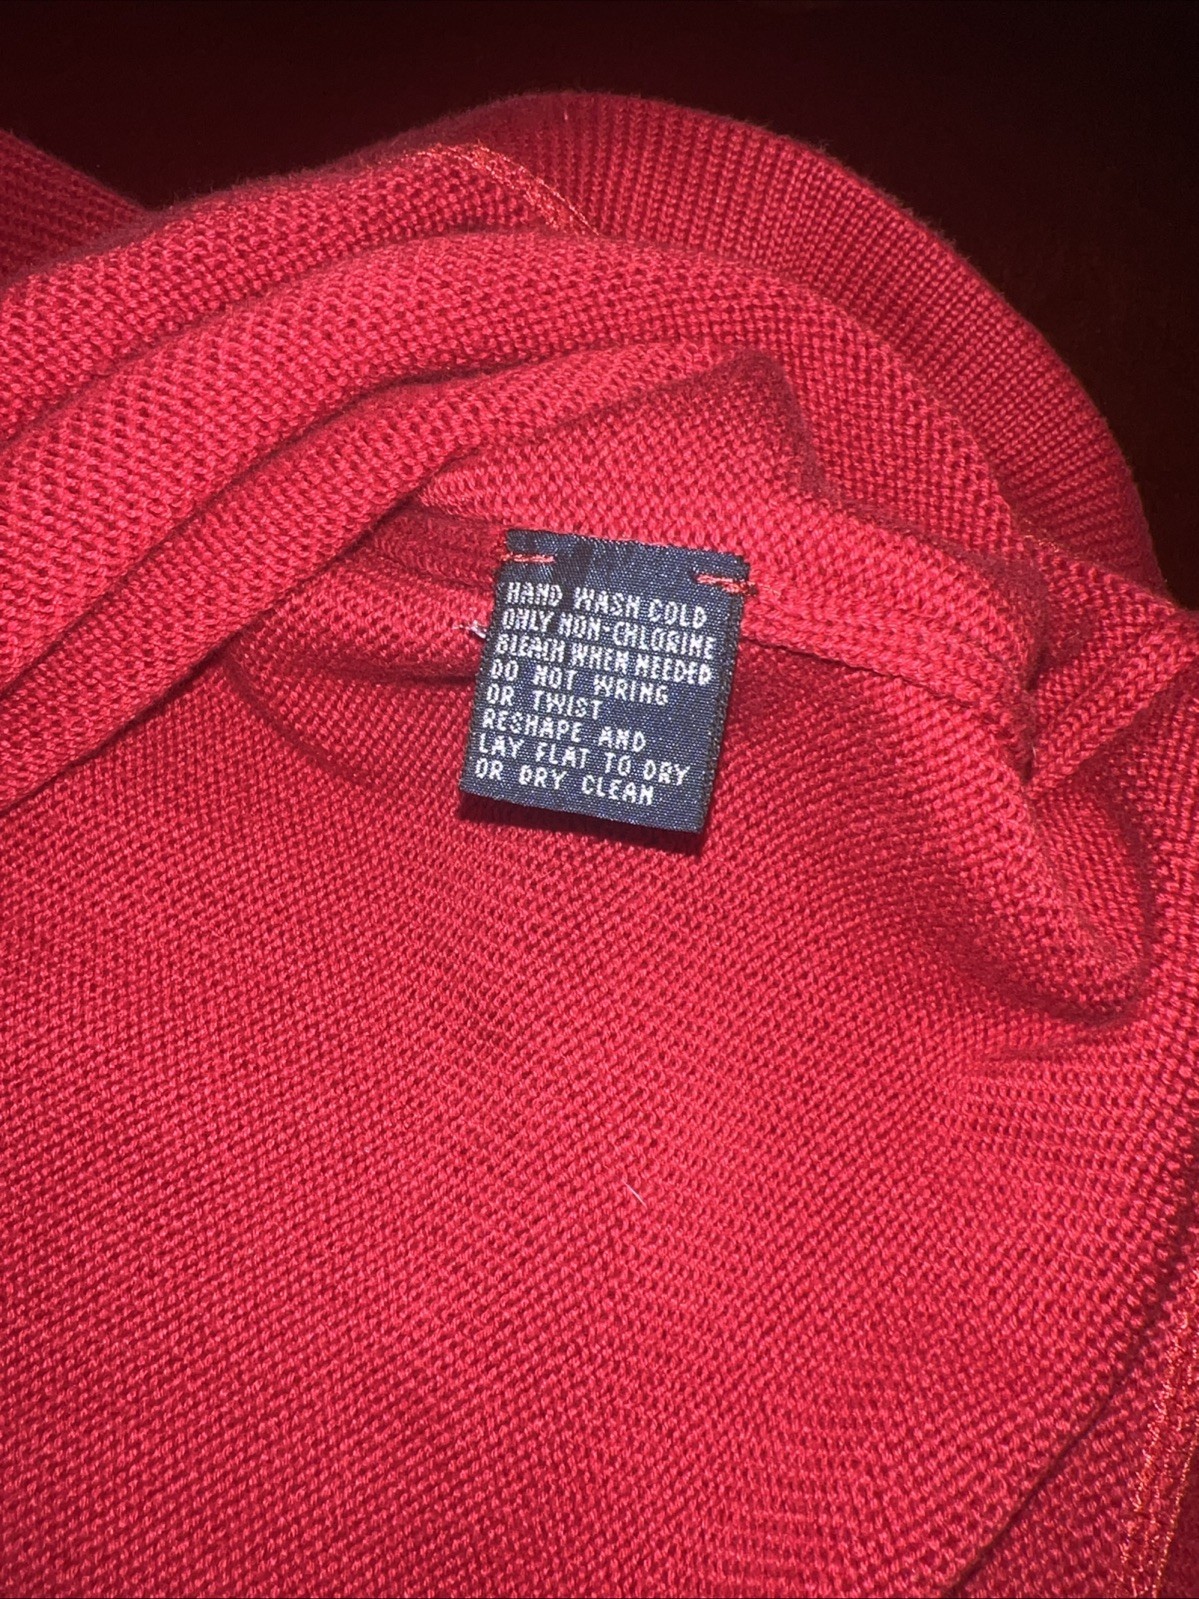 HAND WASH COLD
ONLY NON-CHLORINE
BLEACH WHEN NEEDED
DO NOT WRING
OR TWIST
RESHAPE AND
LAY FLAT TO DRY
OR DRY CLEAN